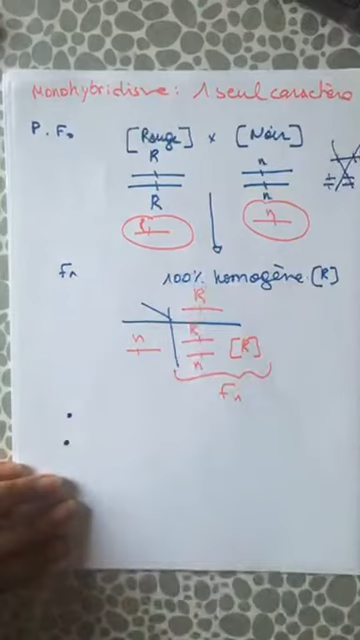 Monohybridisme : 1 seul caractère
P. F₀ [Rouge] × [Noir]
R n
R n
R n
F₁ 100% homogène [R]
R
n R [R]
n
F₁